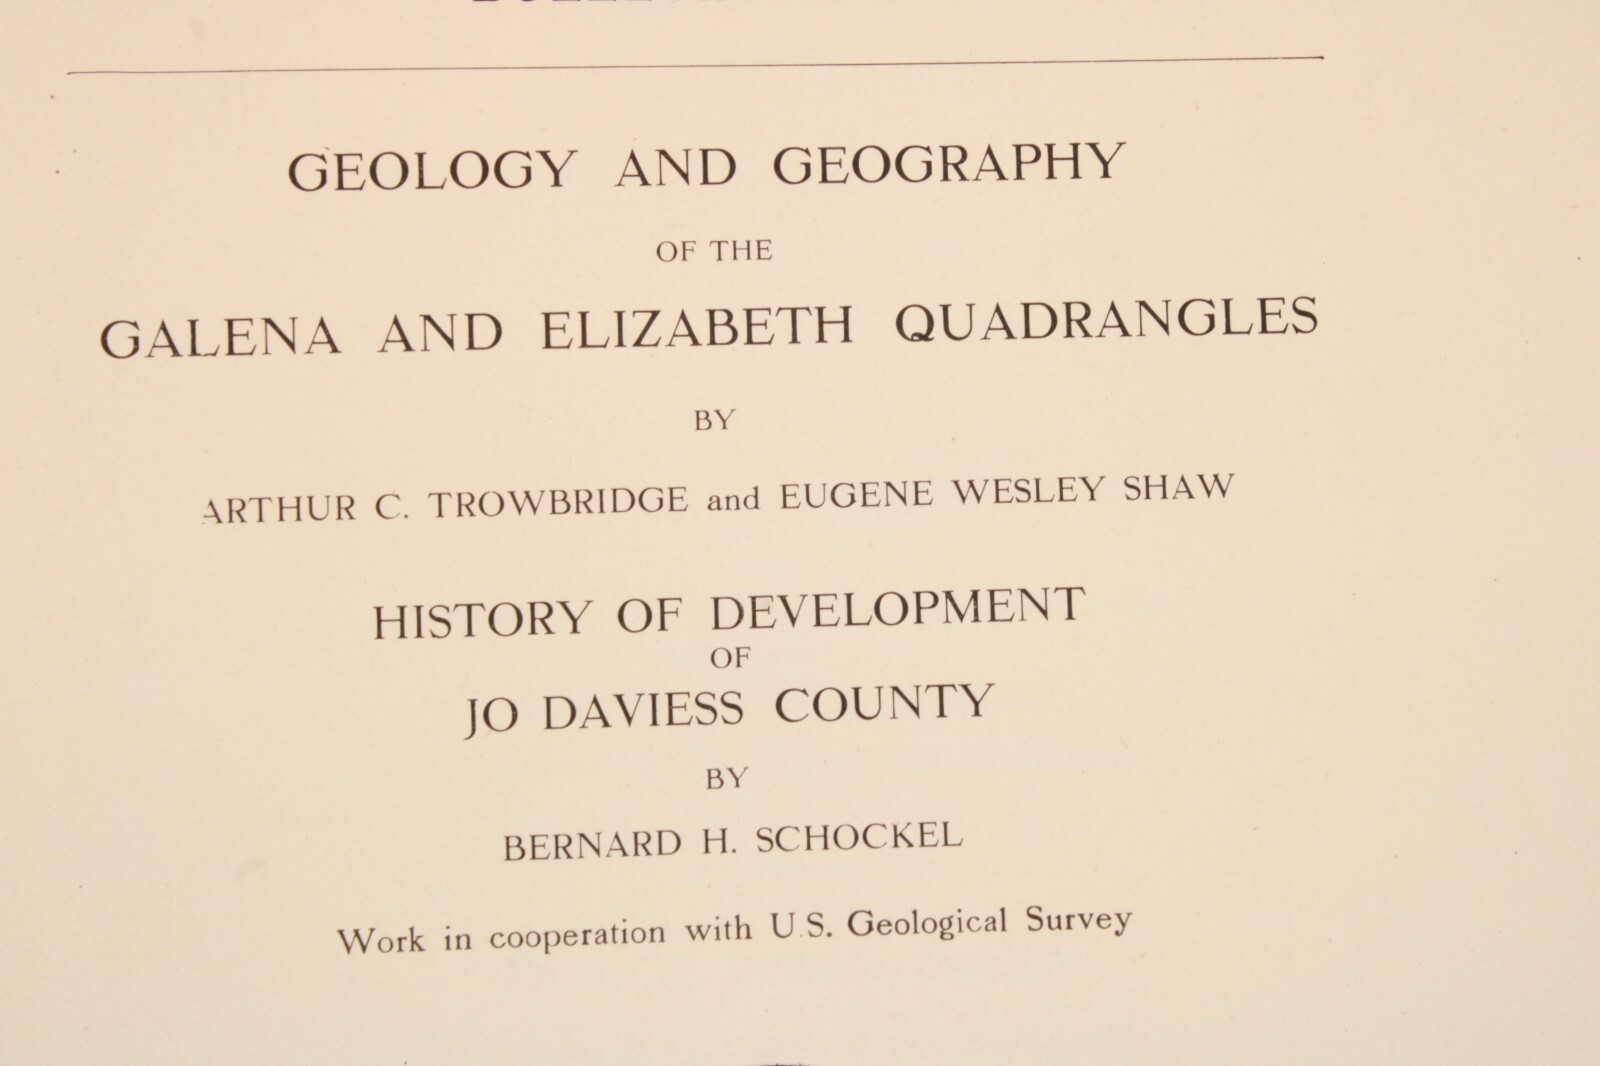 GEOLOGY AND GEOGRAPHY
OF THE
GALENA AND ELIZABETH QUADRANGLES
BY
ARTHUR C. TROWBRIDGE and EUGENE WESLEY SHAW
HISTORY OF DEVELOPMENT
OF
JO DAVIESS COUNTY
BY
BERNARD H. SCHOCKEL
Work in cooperation with U.S. Geological Survey